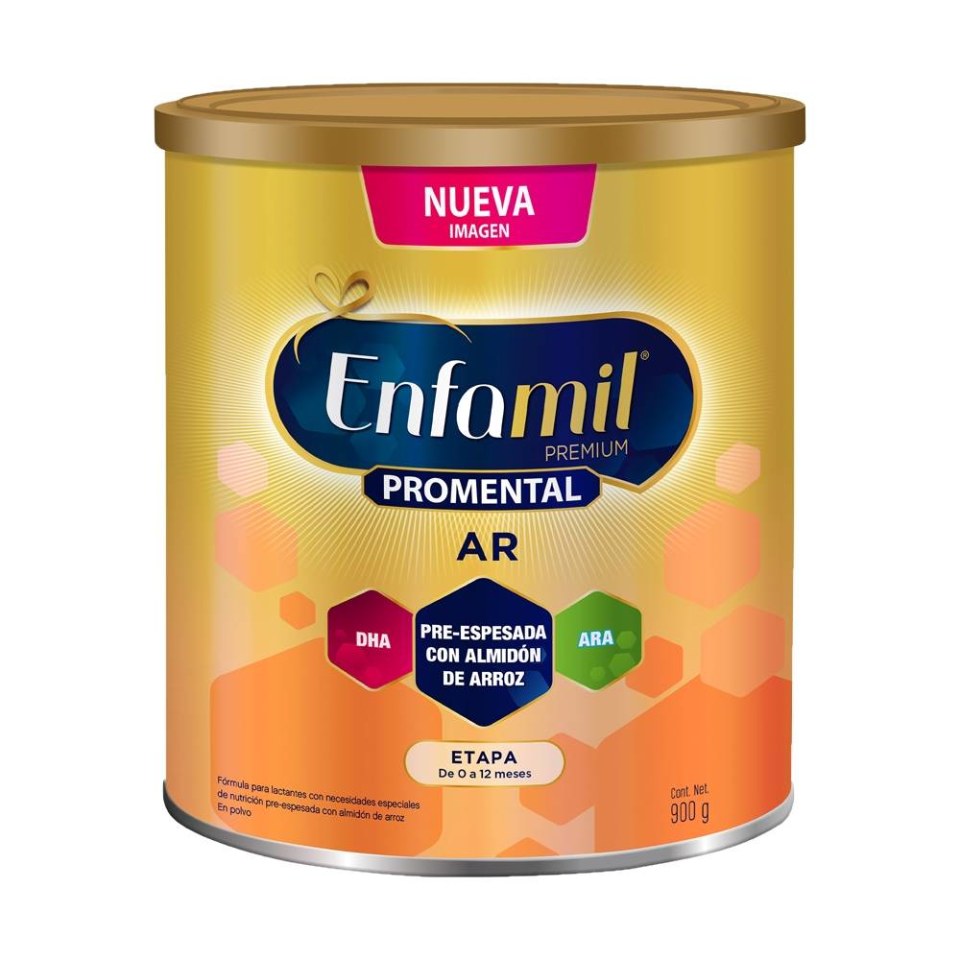 NUEVA
IMAGEN
Enfamil®
PREMIUM
PROMENTAL
AR
DHA
PRE-ESPESADA
CON ALMIDÓN
DE ARROZ
ARA
ETAPA
De 0 a 12 meses
Fórmula para lactantes con necesidades especiales
de nutrición pre-espesada con almidón de arroz
En polvo
Cont. Net.
900 g